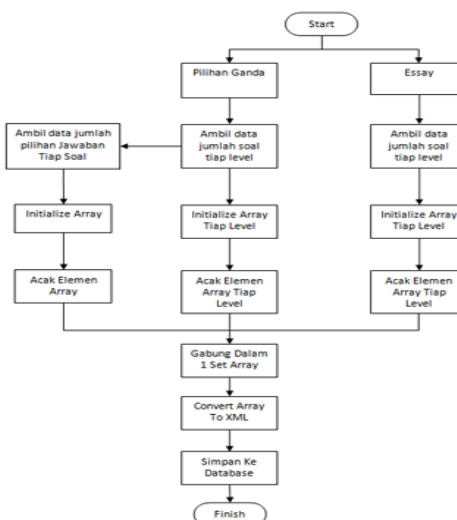 Start
Pilihan Ganda
Essay
Ambil data jumlah
pilihan Jawaban
Tiap Soal
Ambil data
jumlah soal
tiap level
Ambil data
jumlah soal
tiap level
Initialize Array
Initialize Array
Tiap Level
Initialize Array
Tiap Level
Acak Elemen
Array
Acak Elemen
Array Tiap
Level
Acak Elemen
Array Tiap Level
Gabung Dalam
1 Set Array
Convert Array
To XML
Simpan Ke
Database
Finish